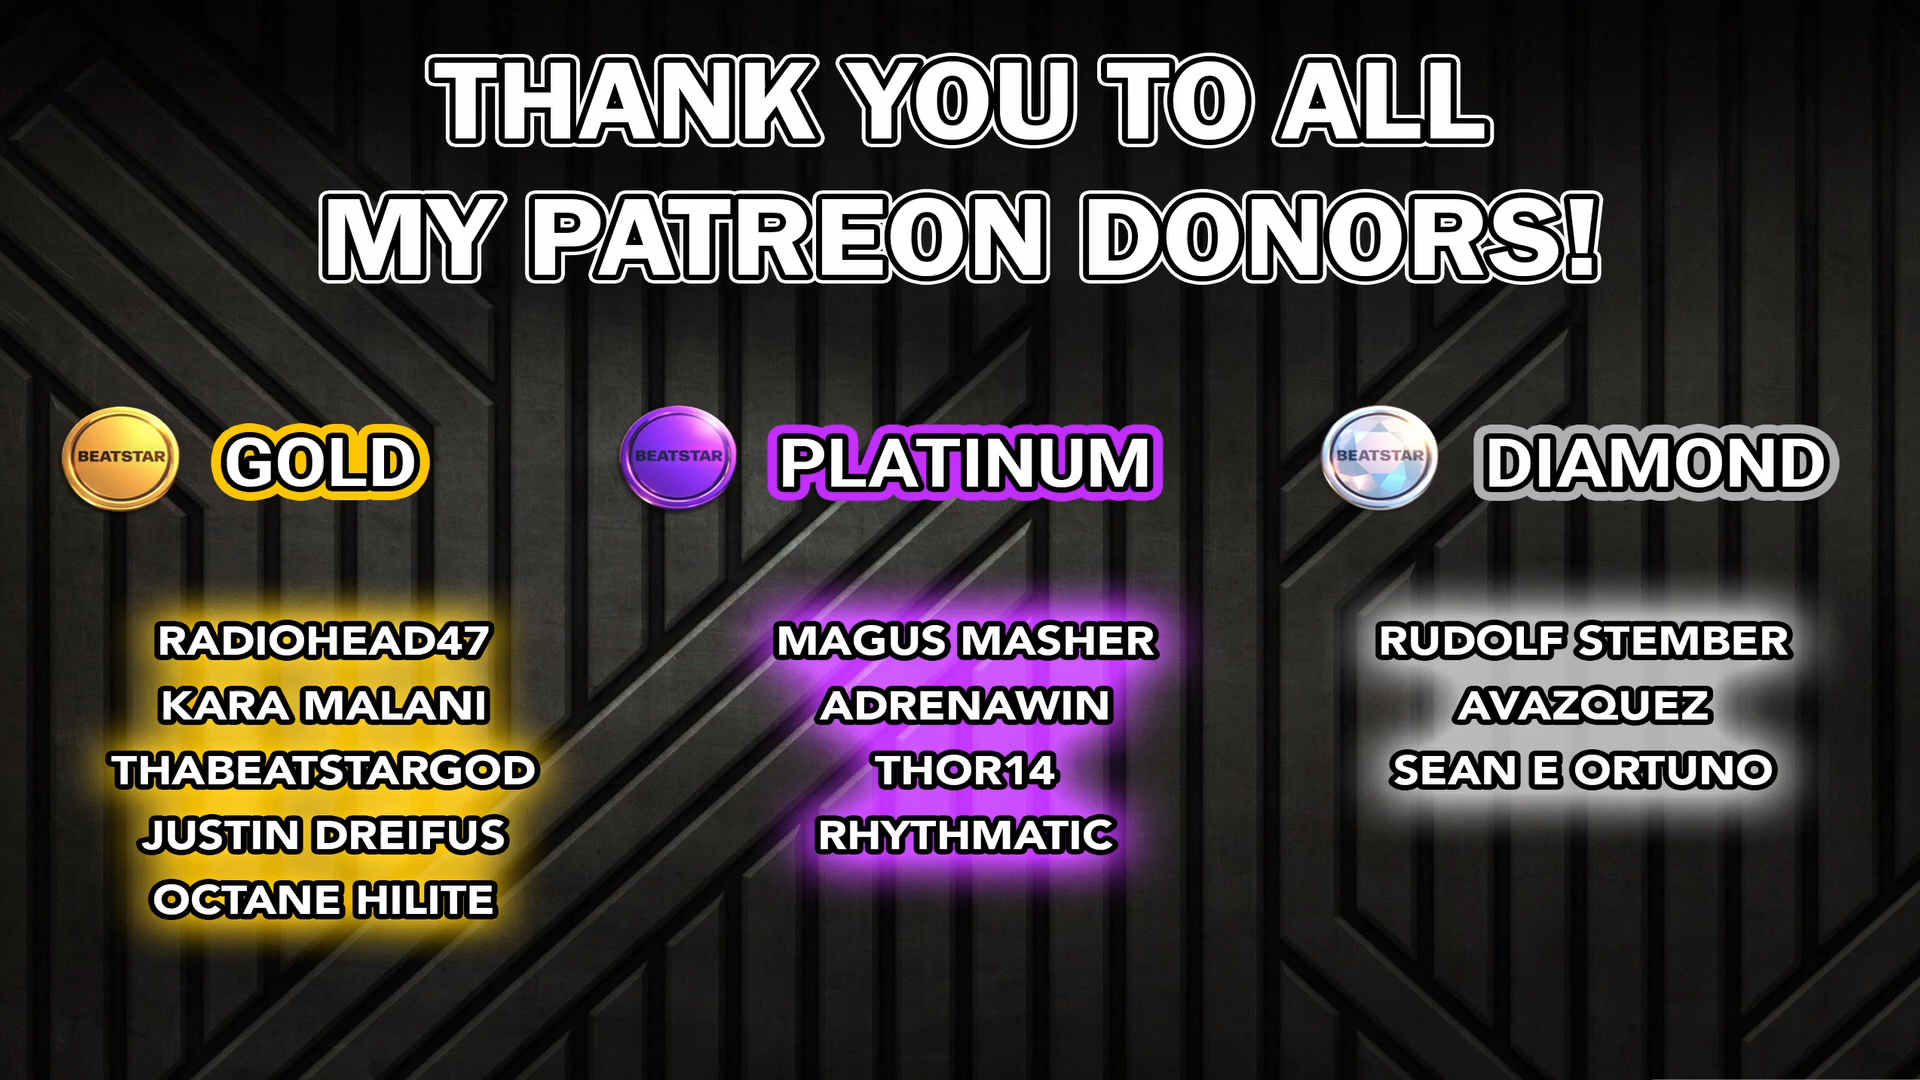 THANK YOU TO ALL
MY PATREON DONORS!
BEATSTAR GOLD
BEATSTAR PLATINUM
BEATSTAR DIAMOND
RADIOHEAD47
KARA MALANI
THABEATSTARGOD
JUSTIN DREIFUS
OCTANE HILITE
MAGUS MASHER
ADRENAWIN
THOR14
RHYTHMATIC
RUDOLF STEMBER
AVAZQUEZ
SEAN E ORTUNO